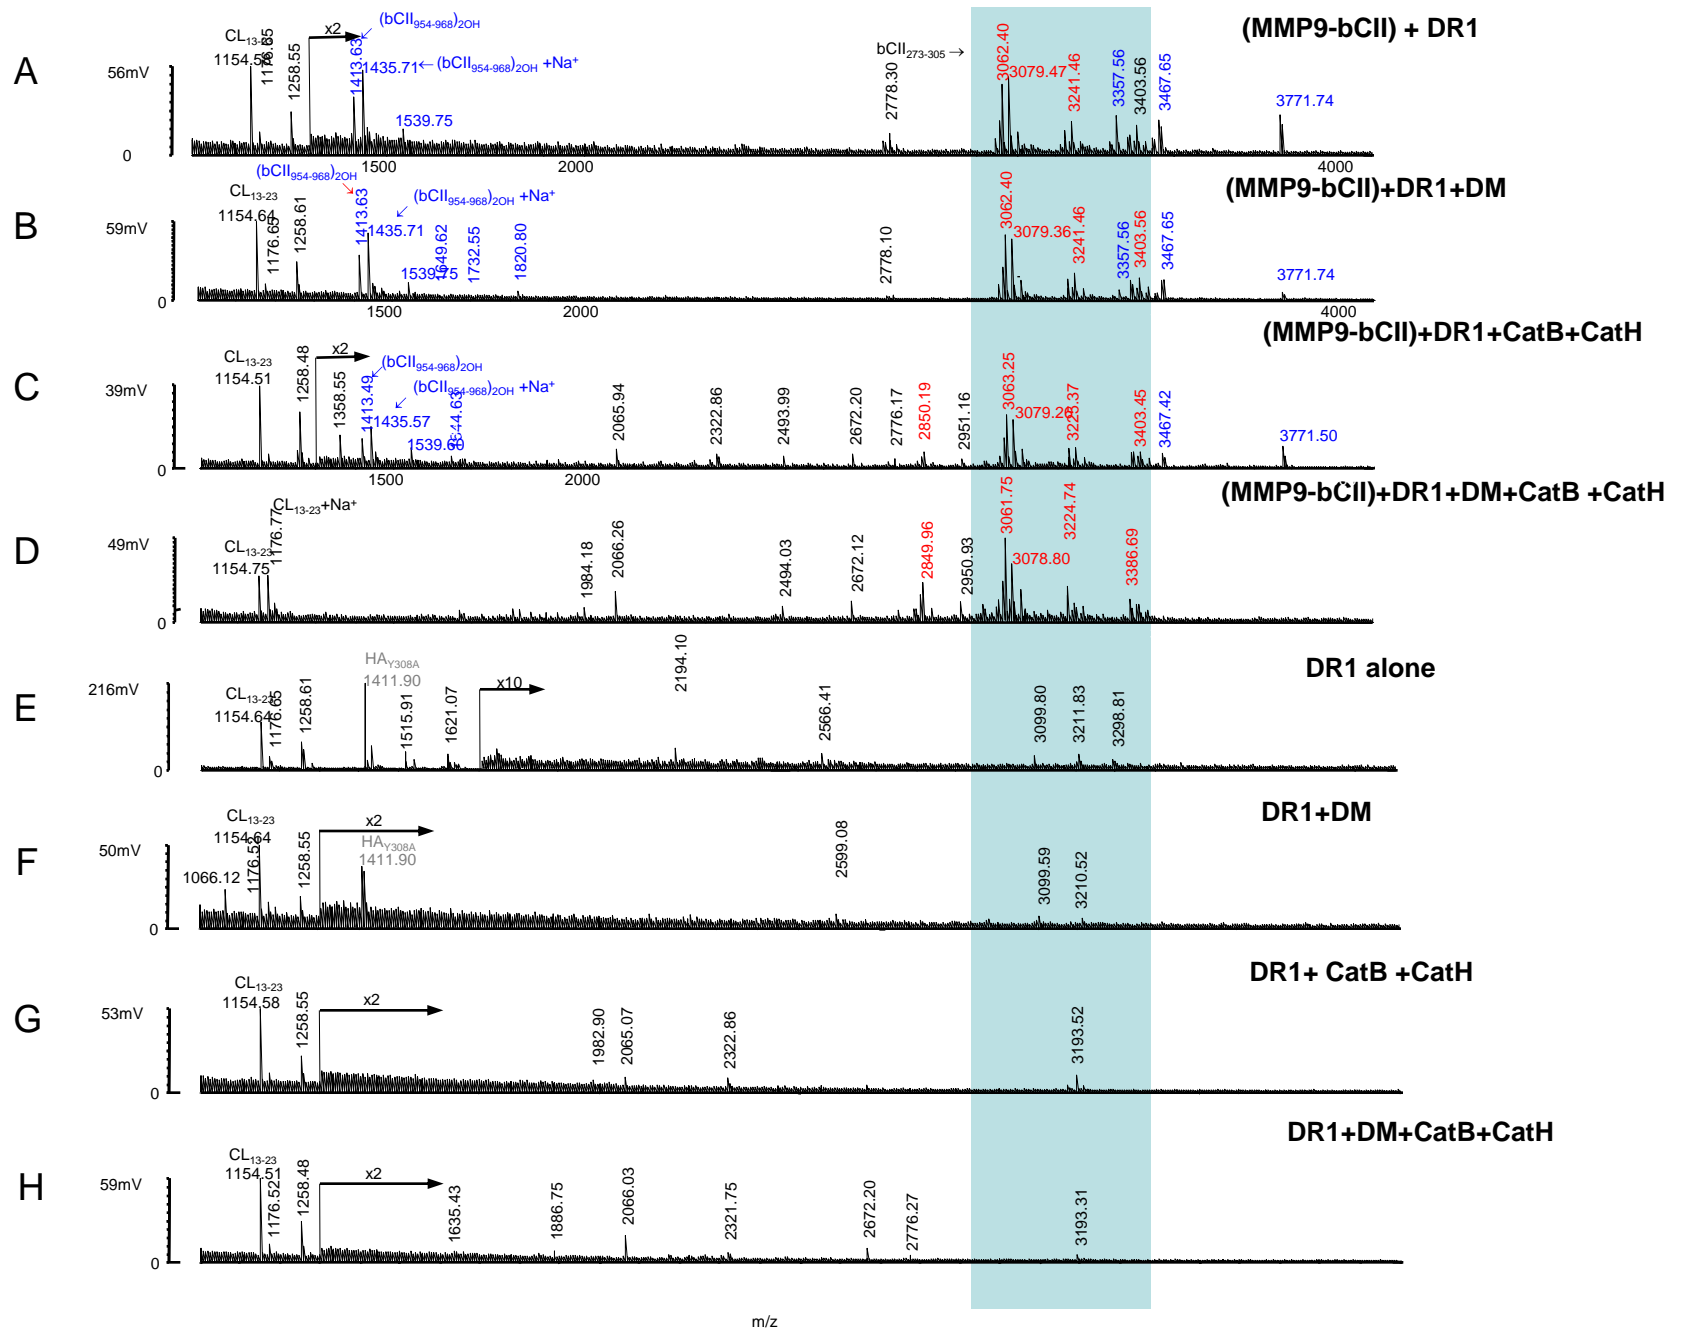 A
(MMP9-bCII) + DR1
56mV
0
CL13-23
1154.58
1176.65
1258.55
x2
1413.63
(bCII954-968)2OH
1435.71← (bCII954-968)2OH +Na+
1539.75
2778.30
bCII273-305 →
3062.40
3079.47
3241.46
3357.56
3403.56
3467.65
3771.74
1500
2000
4000
B
(MMP9-bCII)+DR1+DM
59mV
0
CL13-23
1154.64
1176.65
1258.61
(bCII954-968)2OH
1413.63
(bCII954-968)2OH +Na+
1435.71
1539.75
1649.62
1732.55
1820.80
2778.10
3062.40
3079.36
3241.46
3357.56
3403.56
3467.65
3771.74
1500
2000
4000
C
(MMP9-bCII)+DR1+CatB+CatH
39mV
0
CL13-23
1154.51
1258.48
x2
1358.55
1413.49
(bCII954-968)2OH
(bCII954-968)2OH +Na+
1435.57
1539.60
2065.94
2322.86
2493.99
2672.20
2776.17
2850.19
2951.16
3063.25
3403.45
3467.42
3771.50
1500
2000
D
(MMP9-bCII)+DR1+DM+CatB +CatH
49mV
0
CL13-23
1154.75
1176.77
CL13-23+Na+
1984.18
2066.26
2494.03
2672.12
2849.96
2950.93
3061.75
3078.80
3224.74
3386.69
E
DR1 alone
216mV
0
CL13-23
1154.64
1176.65
1258.61
HAY308A
1411.90
1515.91
1621.07
x10
2194.10
2566.41
3099.80
3211.83
3298.81
F
DR1+DM
50mV
0
1066.12
CL13-23
1154.64
1176.52
1258.55
x2
HAY308A
1411.90
2599.08
3099.59
3210.52
G
DR1+ CatB +CatH
53mV
0
CL13-23
1154.58
1258.55
x2
1982.90
2065.07
2322.86
3193.52
H
DR1+DM+CatB+CatH
59mV
0
CL13-23
1154.51
1176.521
1258.48
x2
1635.43
1886.75
2066.03
2321.75
2672.20
2776.27
3193.31
m/z